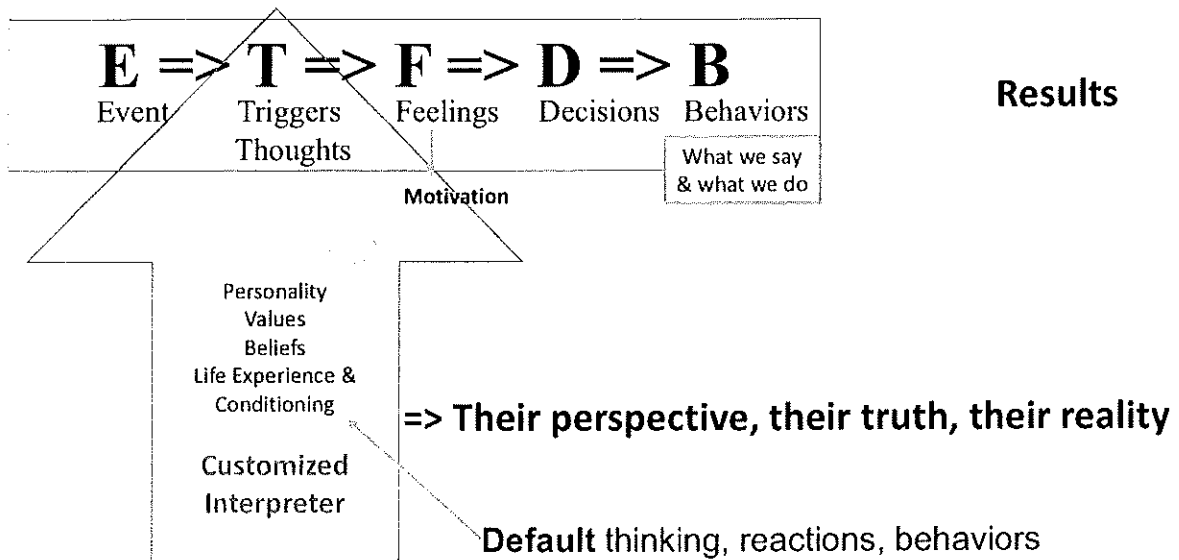 E => T => F => D => B
Event Triggers Feelings Decisions Behaviors
Thoughts
Results
What we say
& what we do
Motivation
Personality
Values
Beliefs
Life Experience &
Conditioning
=> Their perspective, their truth, their reality
Customized
Interpreter
Default thinking, reactions, behaviors